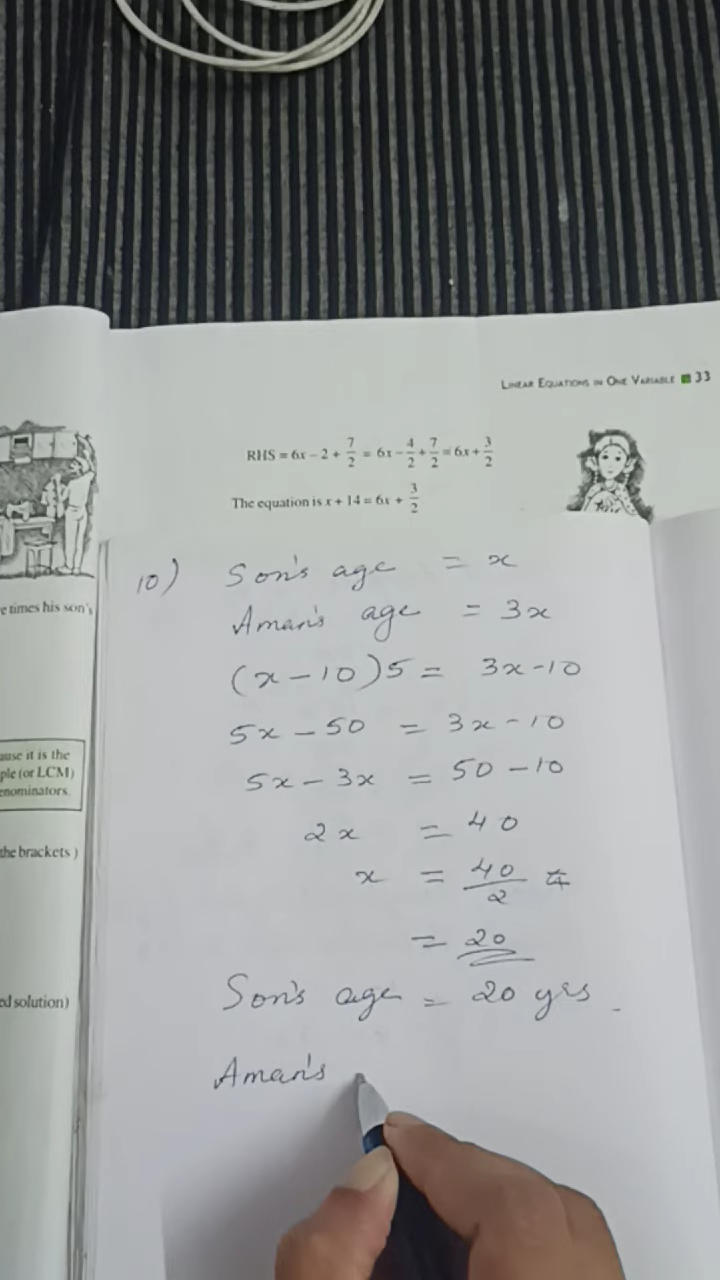 LINEAR EQUATIONS IN ONE VARIABLE ■ 33
RHS = 6x – 2 + 7/2 = 6x – 4/2 + 7/2 = 6x + 3/2
The equation is x + 14 = 6x + 3/2
10) Son's age = x
e times his son's
Aman's age = 3x
(x – 10)5 = 3x – 10
5x – 50 = 3x – 10
ause it is the
ple (or LCM)
enominators.
5x – 3x = 50 – 10
2x = 40
the brackets)
x = 40/2
= 20
ed solution)
Son's age = 20 yrs.
Aman's